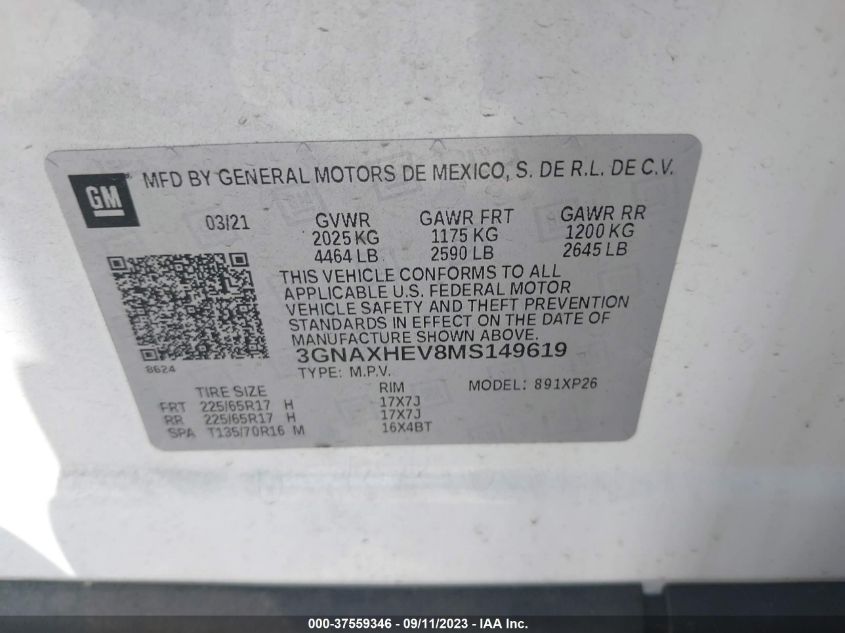 GM
MFD BY GENERAL MOTORS DE MEXICO, S. DE R.L. DE C.V.
03/21 GVWR GAWR FRT GAWR RR
2025 KG 1175 KG 1200 KG
4464 LB 2590 LB 2645 LB
THIS VEHICLE CONFORMS TO ALL
APPLICABLE U.S. FEDERAL MOTOR
VEHICLE SAFETY AND THEFT PREVENTION
STANDARDS IN EFFECT ON THE DATE OF
MANUFACTURE SHOWN ABOVE.
3GNAXHEV8MS149619
8624
TYPE: M.P.V.
TIRE SIZE RIM MODEL: 891XP26
FRT 225/65R17 H 17X7J
RR 225/65R17 H 17X7J
SPA T135/70R16 M 16X4BT
000-37559346 - 09/11/2023 - IAA Inc.